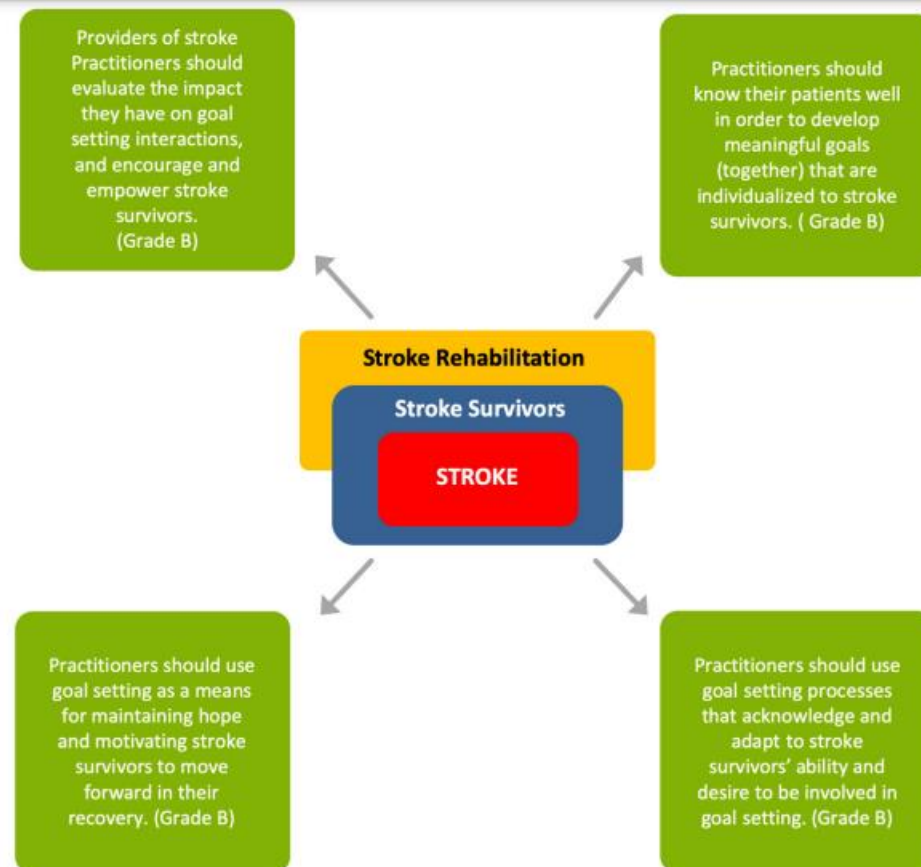 Providers of stroke
Practitioners should
evaluate the impact
they have on goal
setting interactions,
and encourage and
empower stroke
survivors.
(Grade B)
Practitioners should
know their patients well
in order to develop
meaningful goals
(together) that are
individualized to stroke
survivors. ( Grade B)
Stroke Rehabilitation
Stroke Survivors
STROKE
Practitioners should use
goal setting as a means
for maintaining hope
and motivating stroke
survivors to move
forward in their
recovery. (Grade B)
Practitioners should use
goal setting processes
that acknowledge and
adapt to stroke
survivors’ ability and
desire to be involved in
goal setting. (Grade B)